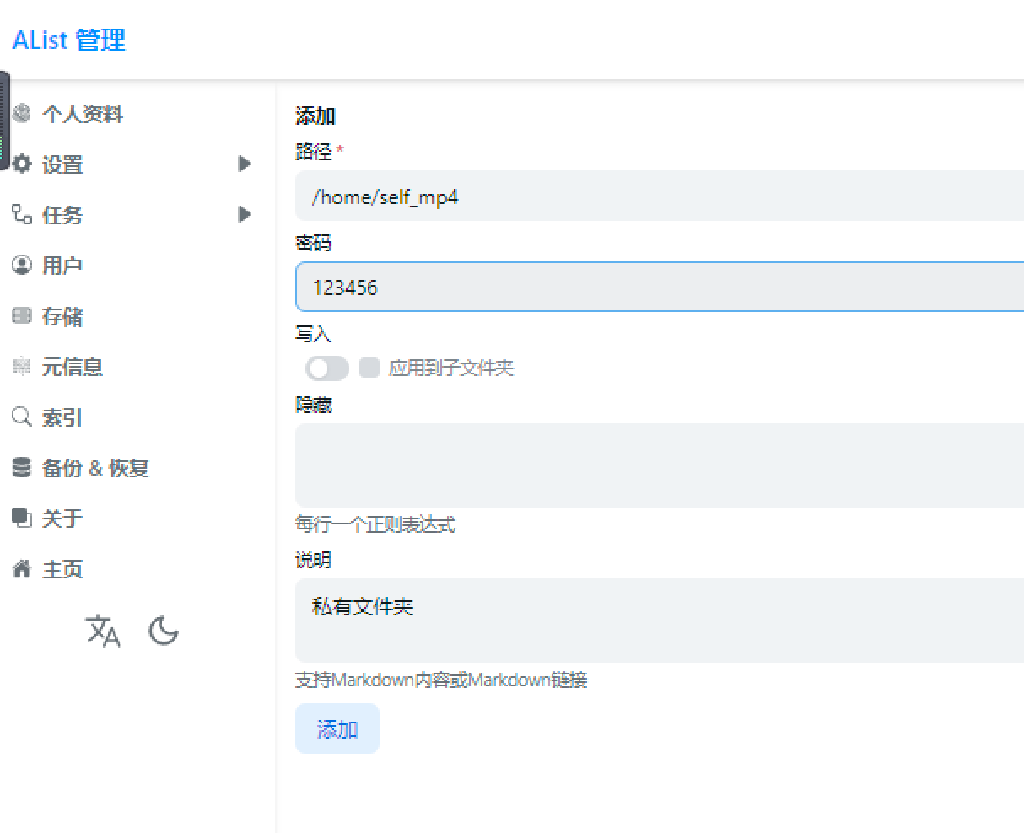 AList 管理
个人资料
设置
任务
用户
存储
元信息
索引
备份 & 恢复
关于
主页
添加
路径*
/home/self_mp4
密码
123456
写入
应用到子文件夹
隐藏
每行一个正则表达式
说明
私有文件夹
支持Markdown内容或Markdown链接
添加